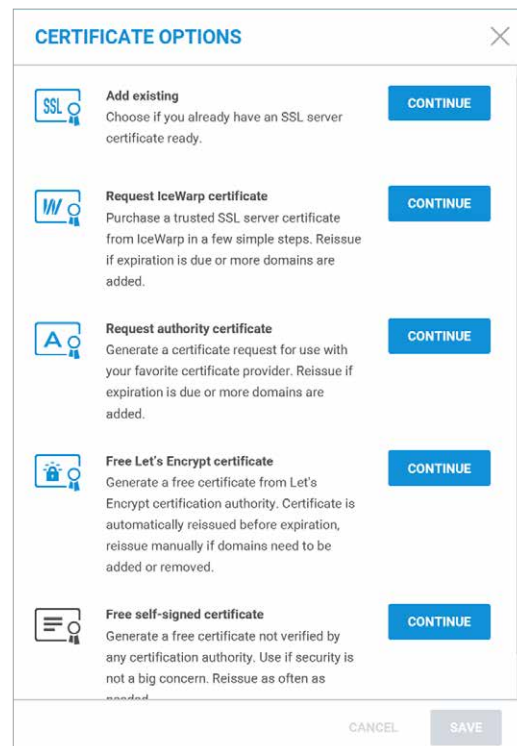 CERTIFICATE OPTIONS
SSL
Add existing
Choose if you already have an SSL server
certificate ready.
CONTINUE
Request IceWarp certificate
Purchase a trusted SSL server certificate
from IceWarp in a few simple steps. Reissue
if expiration is due or more domains are
added.
CONTINUE
A
Request authority certificate
Generate a certificate request for use with
your favorite certificate provider. Reissue if
expiration is due or more domains are
added.
CONTINUE
Free Let's Encrypt certificate
Generate a free certificate from Let's
Encrypt certification authority. Certificate is
automatically reissued before expiration,
reissue manually if domains need to be
added or removed.
CONTINUE
Free self-signed certificate
Generate a free certificate not verified by
any certification authority. Use if security is
not a big concern. Reissue as often as
CONTINUE
CANCEL
SAVE